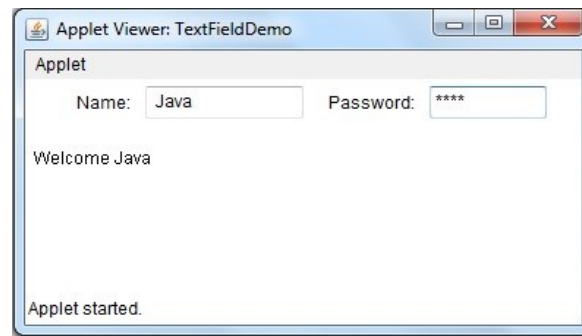 Applet Viewer: TextFieldDemo
Applet
Name: Java Password: ****
Welcome Java
Applet started.